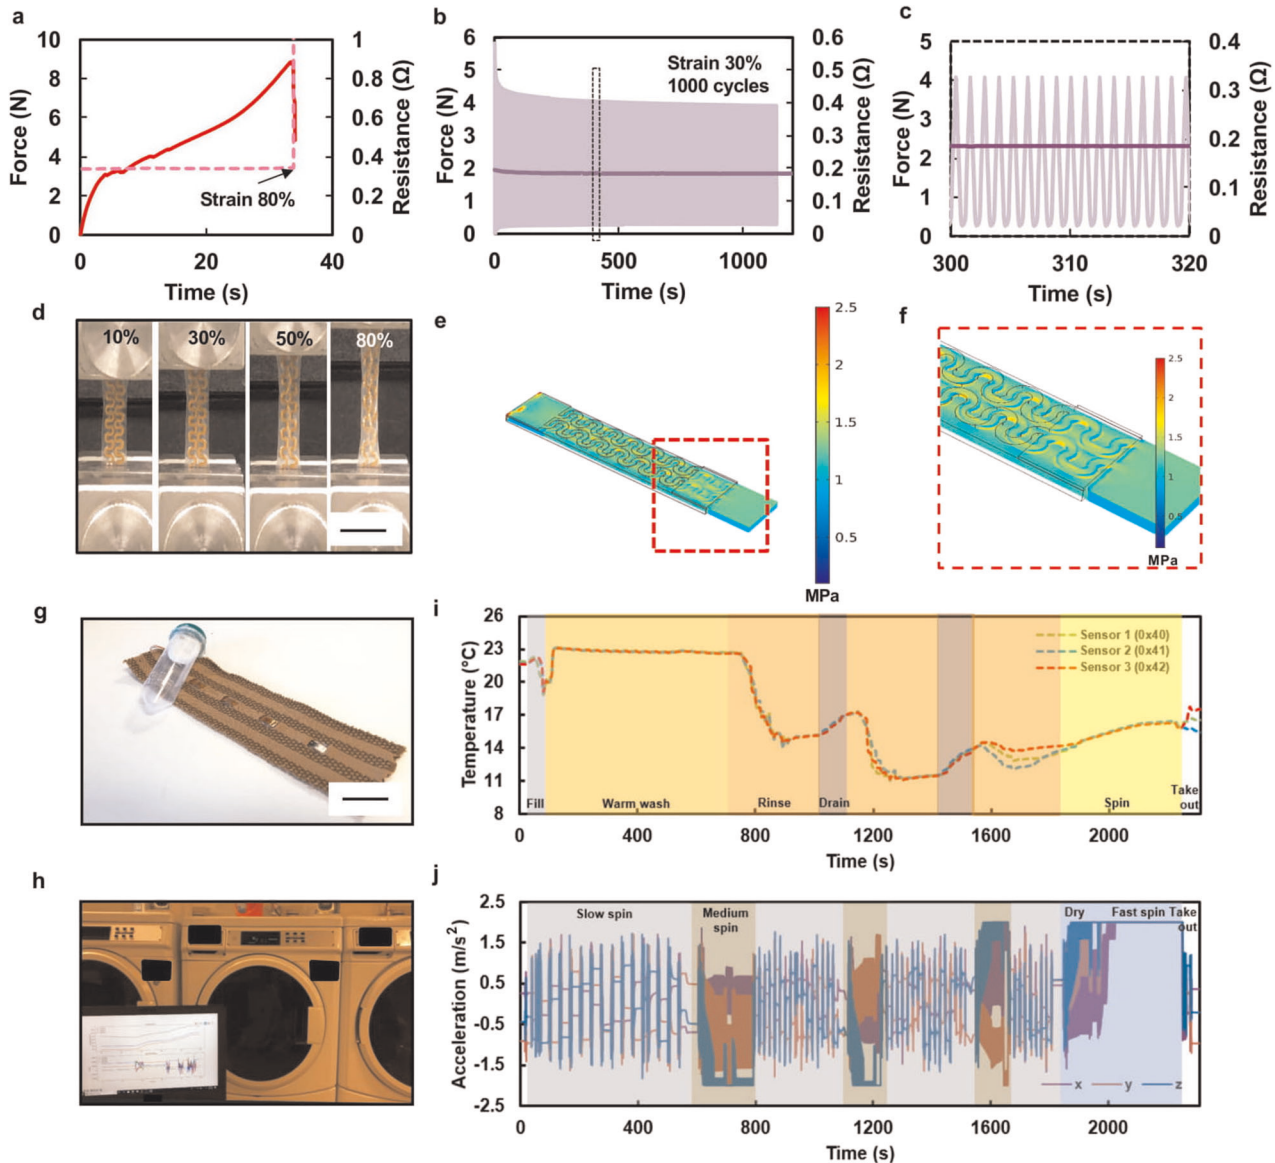 a
10
8
6
4
2
0
Force (N)
1
0.8
0.6
0.4
0.2
0
Resistance (Ω)
Strain 80%
0 20 40
Time (s)
b
6
5
4
3
2
1
0
Force (N)
0.6
0.5
0.4
0.3
0.2
0.1
0
Resistance (Ω)
Strain 30%
1000 cycles
0 500 1000
Time (s)
c
5
4
3
2
1
0
Force (N)
0.4
0.3
0.2
0.1
0
Resistance (Ω)
300 310 320
Time (s)
d
10% 30% 50% 80%
e
2.5
2
1.5
1
0.5
MPa
f
2.5
2
1.5
1
0.5
MPa
g
h
i
26
23
20
17
14
11
8
Temperature (°C)
Sensor 1 (0x40)
Sensor 2 (0x41)
Sensor 3 (0x42)
Fill Warm wash Rinse Drain Spin Take
out
0 400 800 1200 1600 2000
Time (s)
j
2.5
1.5
0.5
-0.5
-1.5
-2.5
Acceleration (m/s²)
Slow spin Medium
spin
Dry Fast spin Take
out
x y z
0 400 800 1200 1600 2000
Time (s)